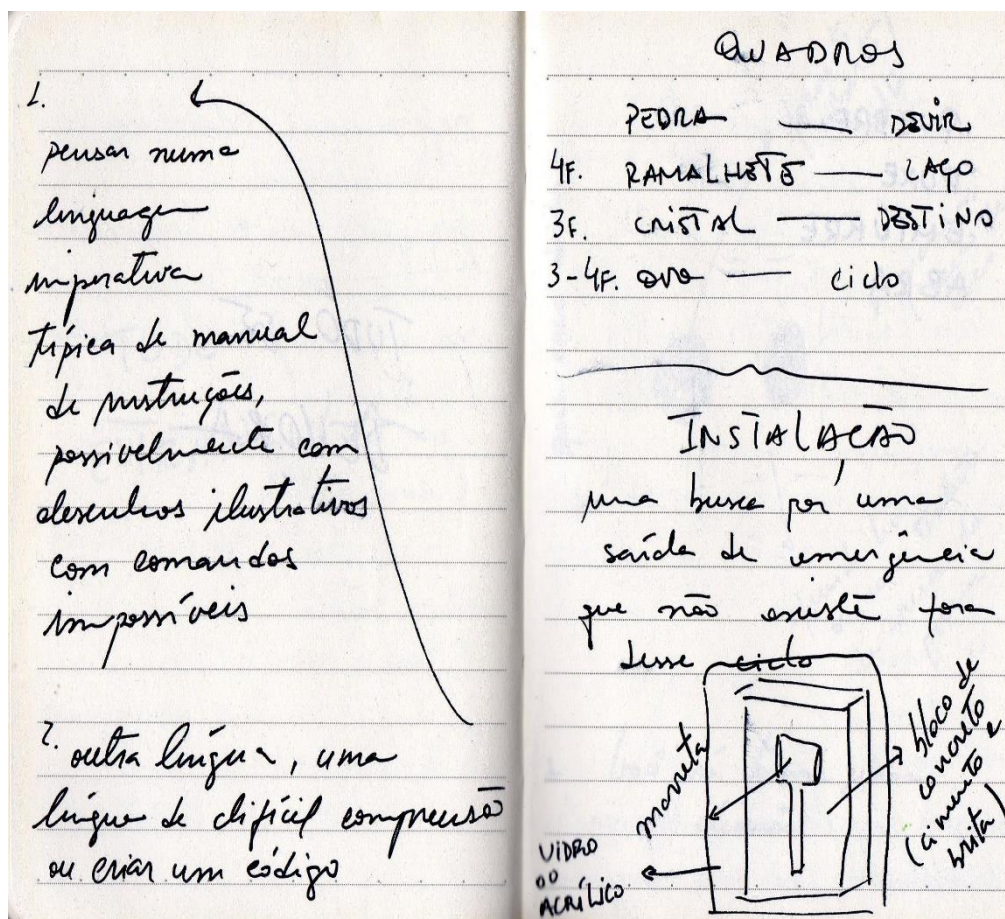 1.
pensar numa
linguagem
imperativa
típica de manual
de instruções,
possivelmente com
desenhos ilustrativos
com comandos
impossíveis
2. outra língua, uma
língua de difícil compreensão
ou criar um código
QUADROS
PEDRA — DEVIR
4F. RAMALHETE — LAÇO
3F. CRISTAL — DESTINO
3-4F. OVO — ciclo
INSTALAÇÃO
uma busca por uma
saída de emergência
que não existe fora
desse ciclo
marreta
bloco de
concreto
(cimento e
brita)
VIDRO
OU
ACRÍLICO